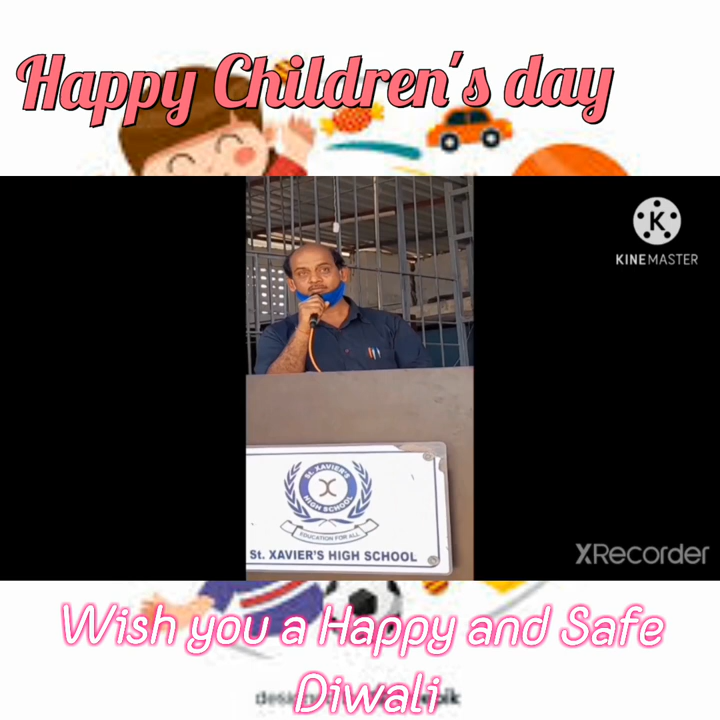 Happy Children's day
KINEMASTER
ST. XAVIER'S
HIGH SCHOOL
EDUCATION FOR ALL
St. XAVIER'S HIGH SCHOOL
XRecorder
Wish you a Happy and Safe
Diwali